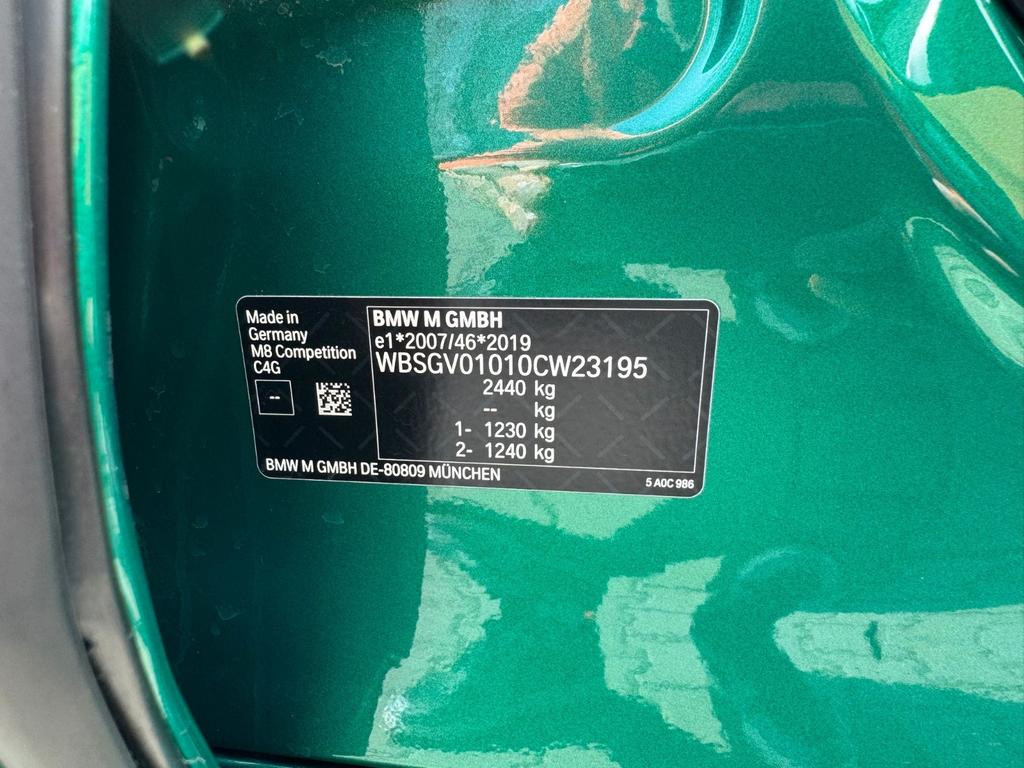 Made in
Germany
M8 Competition
C4G
--
BMW M GMBH
e1*2007/46*2019
WBSGV01010CW23195
2440 kg
-- kg
1- 1230 kg
2- 1240 kg
BMW M GMBH DE-80809 MÜNCHEN
5 A0C 986